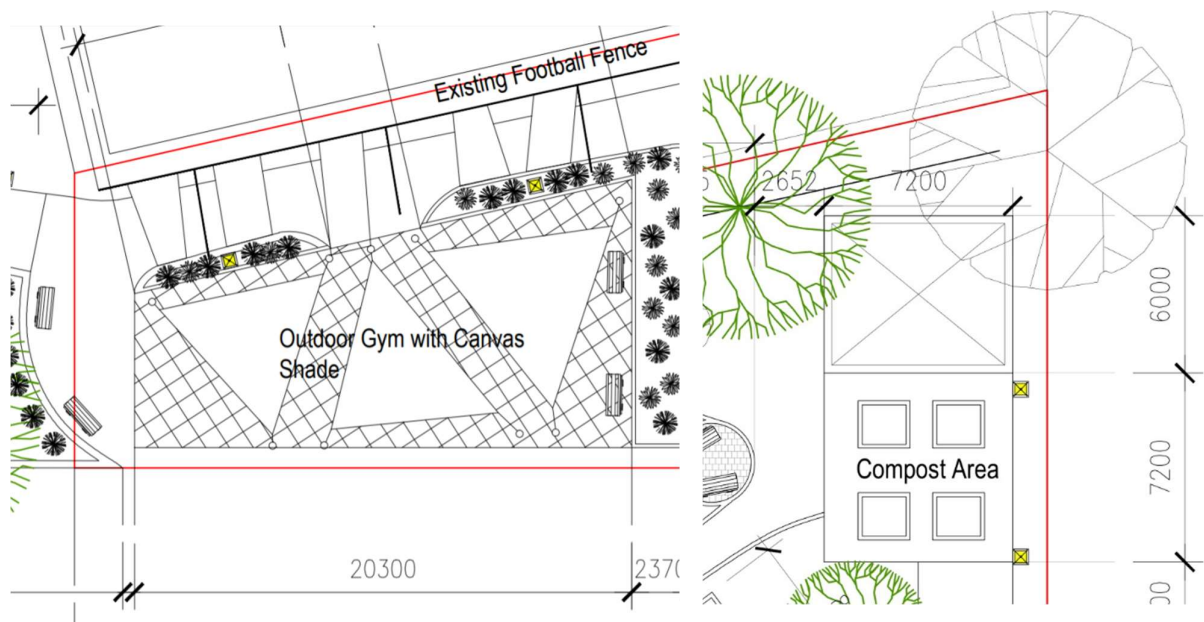 Existing Football Fence
Outdoor Gym with Canvas
Shade
20300
2652
7200
6000
Compost Area
7200